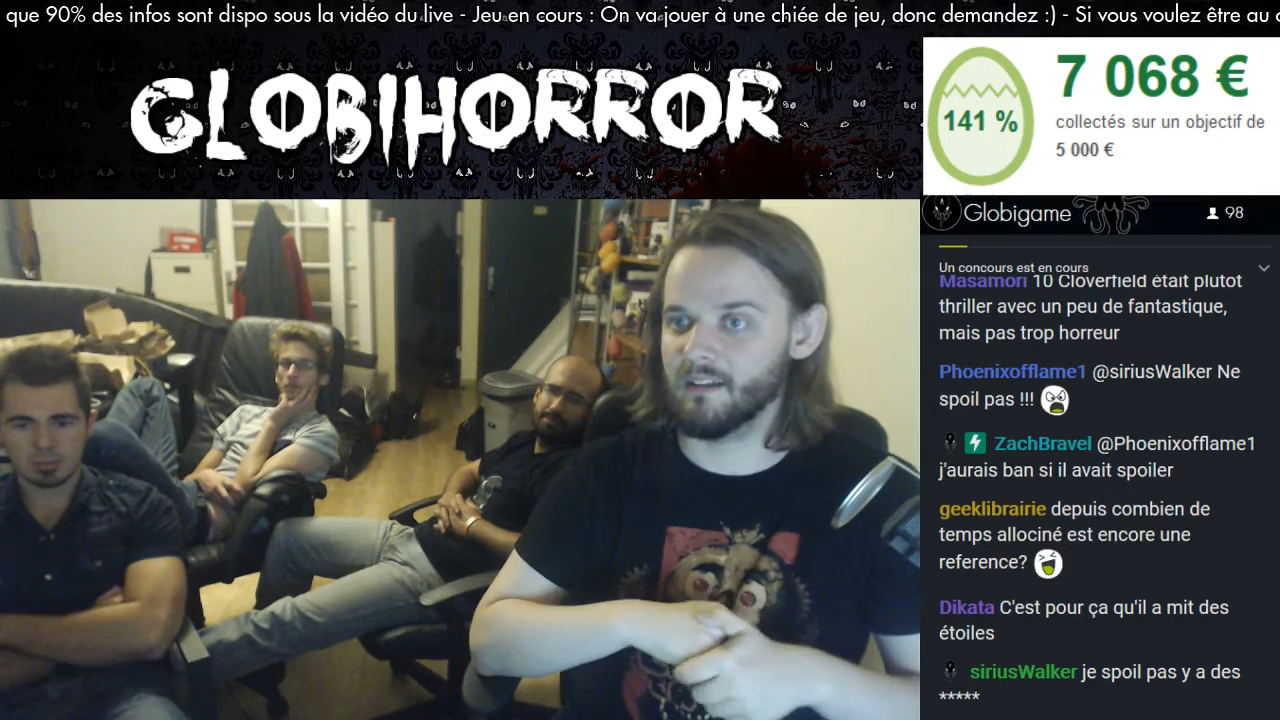 que 90% des infos sont dispo sous la vidéo du live - Jeu en cours : On va jouer à une chiée de jeu, donc demandez :) - Si vous voulez être au
GLOBIHORROR
7 068 €
141 %
collectés sur un objectif de
5 000 €
Globigame
98
Un concours est en cours
Masamori 10 Cloverfield était plutot
thriller avec un peu de fantastique,
mais pas trop horreur
Phoenixofflame1 @siriusWalker Ne
spoil pas !!!
ZachBravel @Phoenixofflame1
j'aurais ban si il avait spoiler
geeklibrairie depuis combien de
temps allociné est encore une
reference?
Dikata C'est pour ça qu'il a mit des
étoiles
siriusWalker je spoil pas y a des
*****